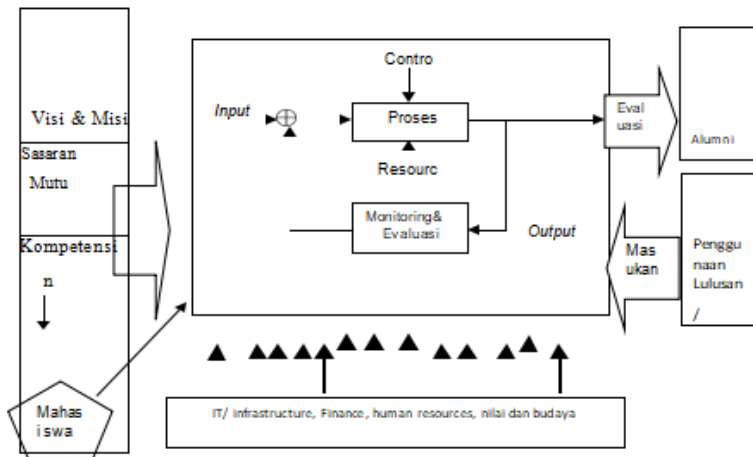 Visi & Misi
Sasaran
Mutu
Kompetensi
n
Mahas
iswa
Contro
Input
Proses
Resourc
Monitoring&
Evaluasi
Output
Eval
uasi
Alumni
Mas
ukan
Penggu
naan
Lulusan
/
IT/ infrastructure, Finance, human resources, nilai dan budaya